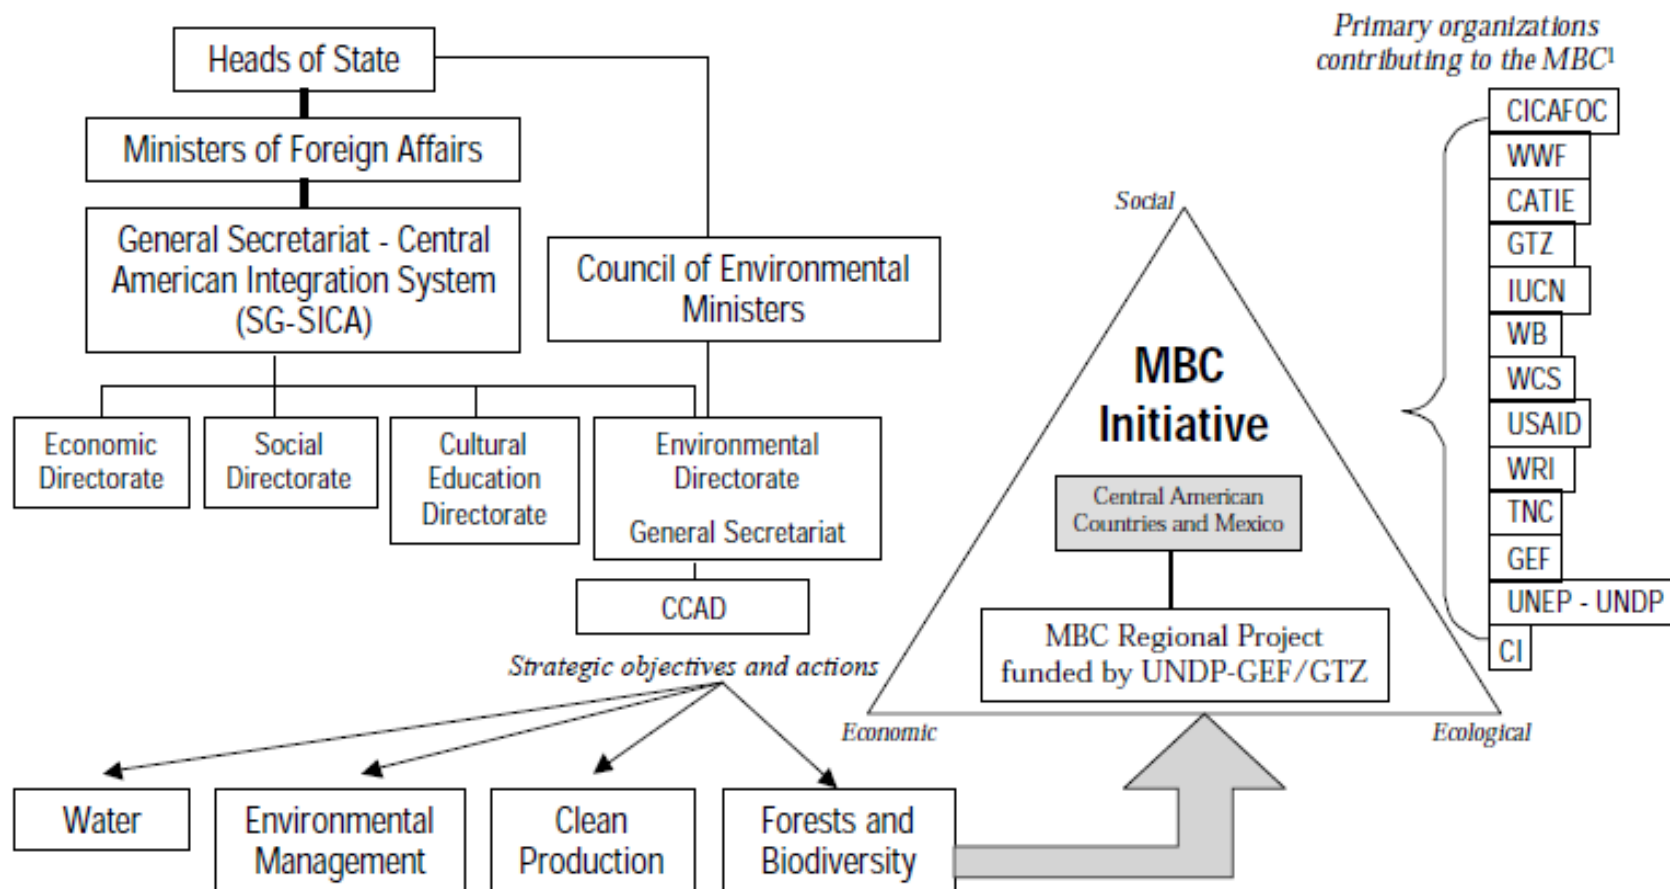 Heads of State
Ministers of Foreign Affairs
General Secretariat - Central
American Integration System
(SG-SICA)
Council of Environmental
Ministers
Economic
Directorate
Social
Directorate
Cultural
Education
Directorate
Environmental
Directorate
General Secretariat
CCAD
Strategic objectives and actions
Water
Environmental
Management
Clean
Production
Forests and
Biodiversity
Social
MBC
Initiative
Central American
Countries and Mexico
MBC Regional Project
funded by UNDP-GEF/GTZ
Economic
Ecological
Primary organizations
contributing to the MBC¹
CICAFOC
WWF
CATIE
GTZ
IUCN
WB
WCS
USAID
WRI
TNC
GEF
UNEP - UNDP
CI